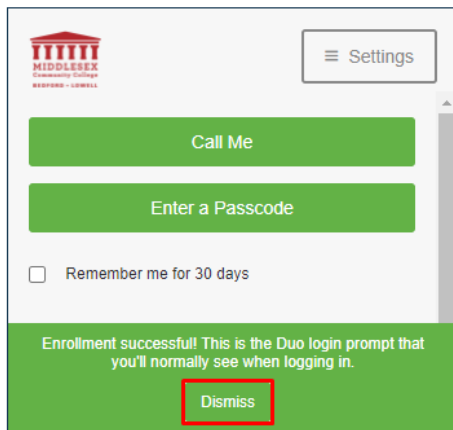 MIDDLESEX
Community College
BEDFORD - LOWELL
≡ Settings
Call Me
Enter a Passcode
Remember me for 30 days
Enrollment successful! This is the Duo login prompt that
you'll normally see when logging in.
Dismiss